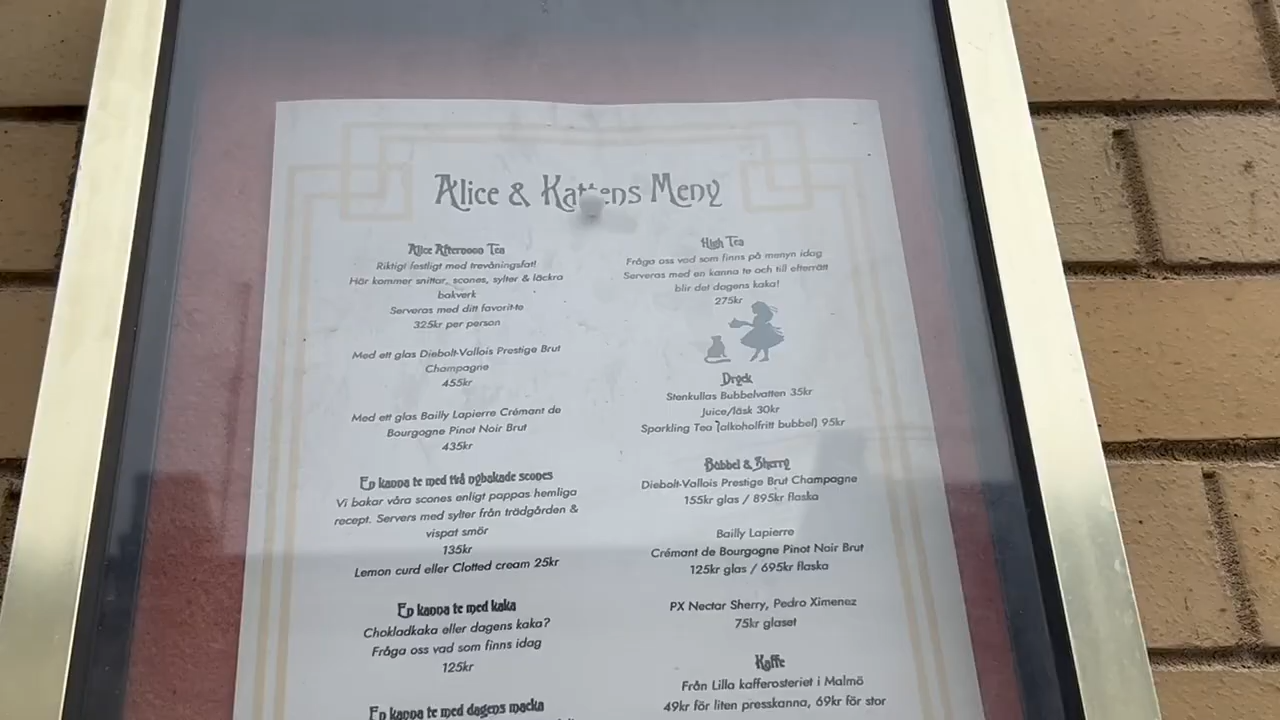 Alice & Kattens Meny
Alice Afternoon Tea
Riktigt festligt med trevåningsfat!
Här kommer snittar, scones, sylter & läckra
bakverk
Serveras med ditt favorit-te
325kr per person
Med ett glas Diebolt-Vallois Prestige Brut
Champagne
455kr
Med ett glas Bailly Lapierre Crémant de
Bourgogne Pinot Noir Brut
435kr
En kanna te med två nybakade scones
Vi bakar våra scones enligt pappas hemliga
recept. Servers med sylter från trädgården &
vispat smör
135kr
Lemon curd eller Clotted cream 25kr
En kanna te med kaka
Chokladkaka eller dagens kaka?
Fråga oss vad som finns idag
125kr
En kanna te med dagens macka
High Tea
Fråga oss vad som finns på menyn idag
Serveras med en kanna te och till efterrätt
blir det dagens kaka!
275kr
Dryck
Stenkullas Bubbelvatten 35kr
Juice/läsk 30kr
Sparkling Tea (alkoholfritt bubbel) 95kr
Bubbel & Sherry
Diebolt-Vallois Prestige Brut Champagne
155kr glas / 895kr flaska
Bailly Lapierre
Crémant de Bourgogne Pinot Noir Brut
125kr glas / 695kr flaska
PX Nectar Sherry, Pedro Ximenez
75kr glaset
Kaffe
Från Lilla kafferosteriet i Malmö
49kr för liten presskanna, 69kr för stor